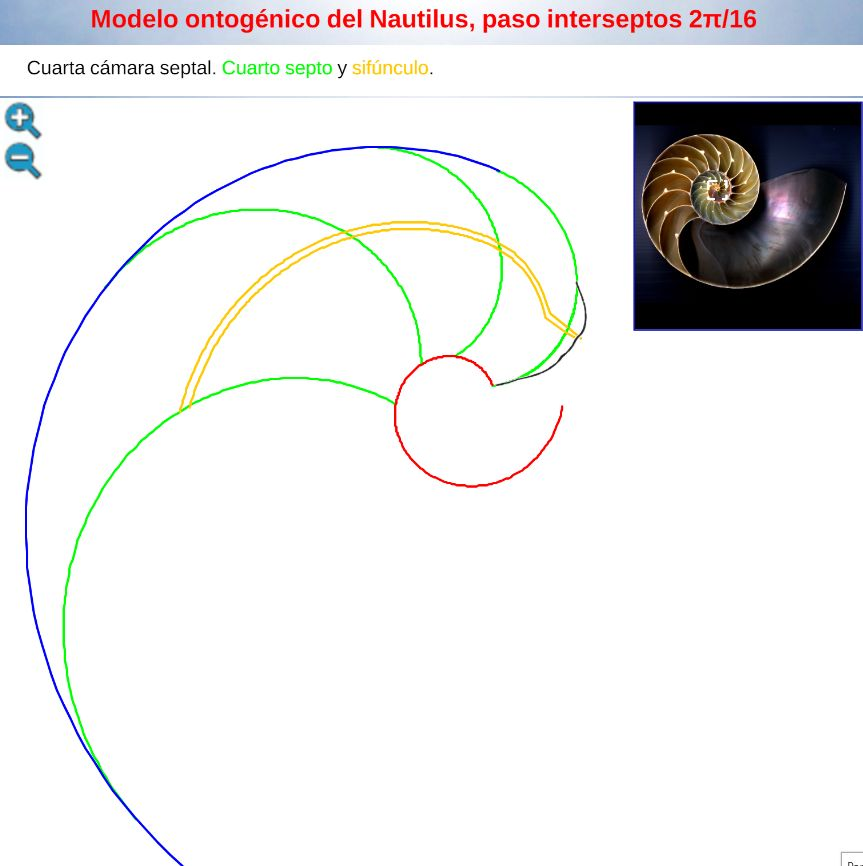 Modelo ontogénico del Nautilus, paso interseptos 2π/16
Cuarta cámara septal. Cuarto septo y sifúnculo.